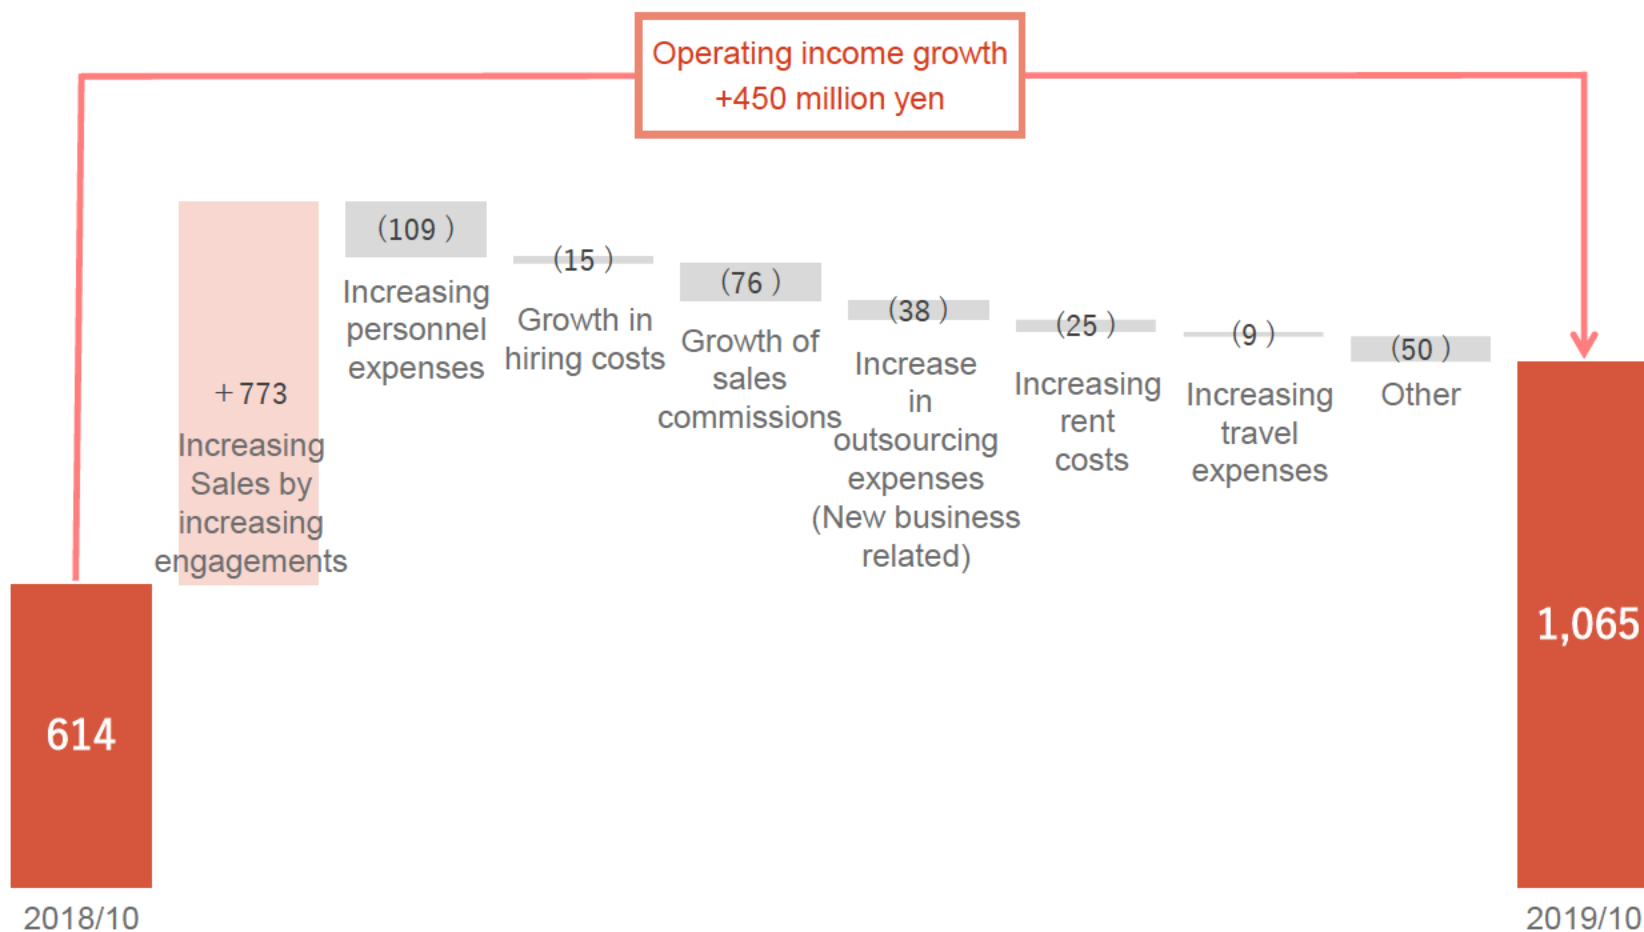 Operating income growth
+450 million yen
614
2018/10
＋773
Increasing
Sales by
increasing
engagements
(109 )
Increasing
personnel
expenses
(15 )
Growth in
hiring costs
(76 )
Growth of
sales
commissions
(38 )
Increase
in
outsourcing
expenses
(New business
related)
(25 )
Increasing
rent
costs
(9 )
Increasing
travel
expenses
(50 )
Other
1,065
2019/10